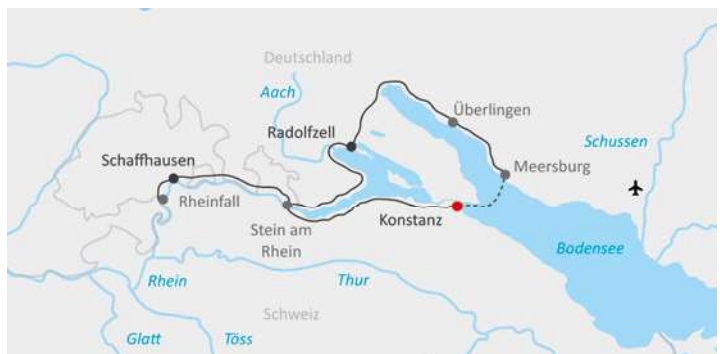 Deutschland
Aach
Überlingen
Radolfzell
Schussen
Schaffhausen
Meersburg
Rheinfall
Konstanz
Stein am
Rhein
Bodensee
Rhein
Thur
Schweiz
Glatt
Töss